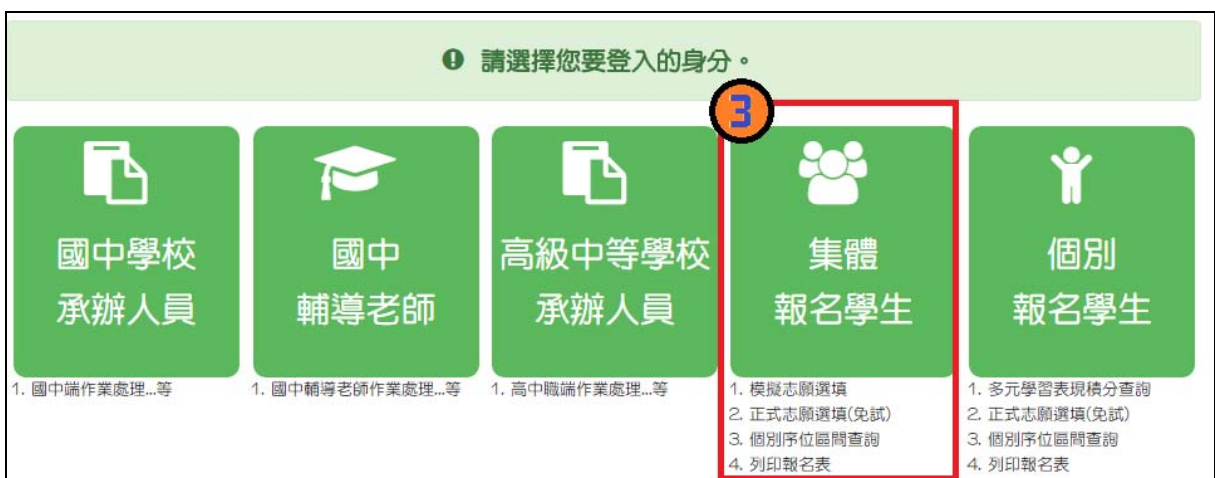 請選擇您要登入的身分。
3
國中學校
承辦人員
1. 國中端作業處理...等
國中
輔導老師
1. 國中輔導老師作業處理...等
高級中等學校
承辦人員
1. 高中職端作業處理...等
集體
報名學生
1. 模擬志願選填
2. 正式志願選填(免試)
3. 個別序位區間查詢
4. 列印報名表
個別
報名學生
1. 多元學習表現積分查詢
2. 正式志願選填(免試)
3. 個別序位區間查詢
4. 列印報名表